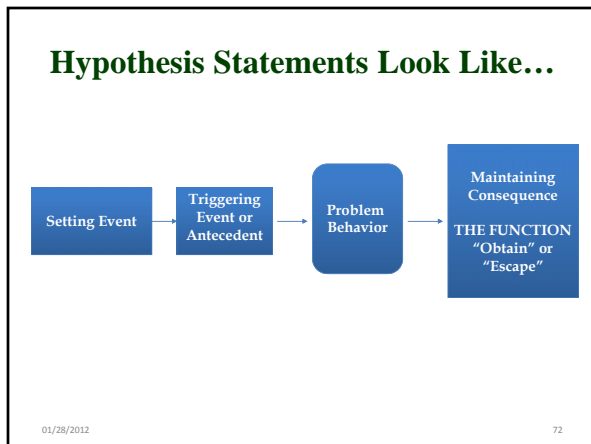 Hypothesis Statements Look Like…
Setting Event
Triggering
Event or
Antecedent
Problem
Behavior
Maintaining
Consequence
THE FUNCTION
“Obtain” or
“Escape”
01/28/2012
72